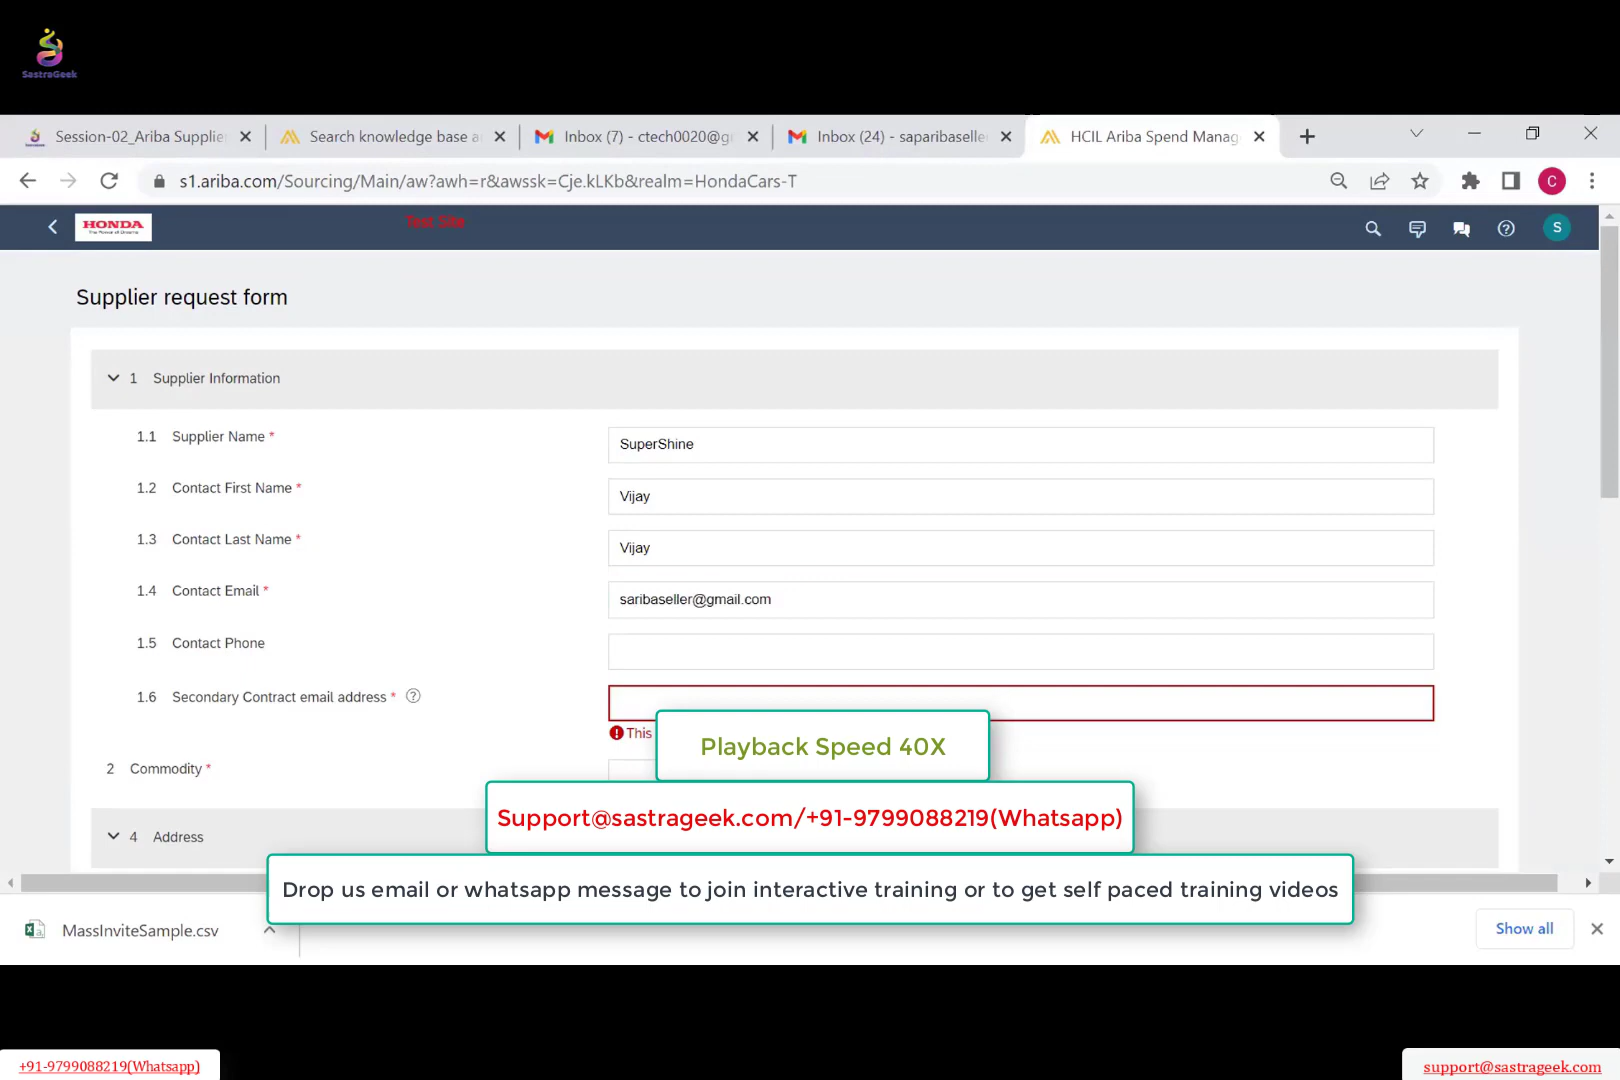 SastraGeek
Session-02_Ariba Supplie
Search knowledge base a
Inbox (7) - ctech0020@g
Inbox (24) - saparibaselle
HCIL Ariba Spend Manag
s1.ariba.com/Sourcing/Main/aw?awh=r&awssk=Cje.kLKb&realm=HondaCars-T
C
HONDA
The Power of Dreams
Test Site
S
Supplier request form
1 Supplier Information
1.1 Supplier Name * SuperShine
1.2 Contact First Name * Vijay
1.3 Contact Last Name * Vijay
1.4 Contact Email * saribaseller@gmail.com
1.5 Contact Phone
1.6 Secondary Contract email address *
This
Playback Speed 40X
2 Commodity *
Support@sastrageek.com/+91-9799088219(Whatsapp)
4 Address
Drop us email or whatsapp message to join interactive training or to get self paced training videos
MassInviteSample.csv
Show all
+91-9799088219(Whatsapp)
support@sastrageek.com